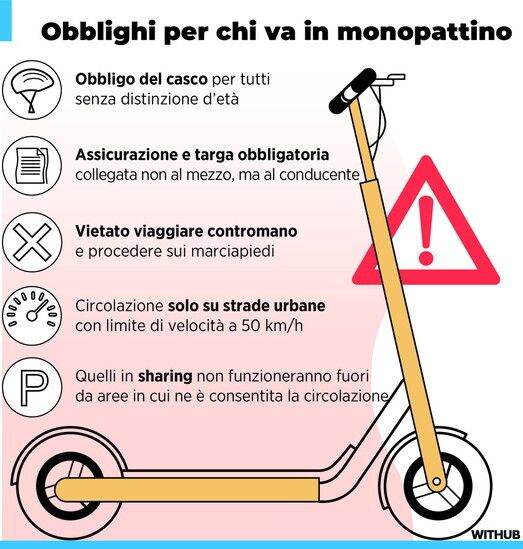 Obblighi per chi va in monopattino
Obbligo del casco per tutti
senza distinzione d'età
Assicurazione e targa obbligatoria
collegata non al mezzo, ma al conducente
Vietato viaggiare contromano
e procedere sui marciapiedi
Circolazione solo su strade urbane
con limite di velocità a 50 km/h
P
Quelli in sharing non funzioneranno fuori
da aree in cui ne è consentita la circolazione
WITHUB